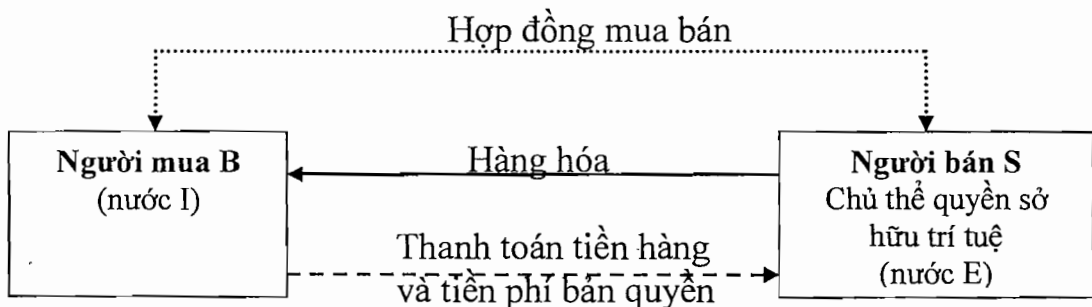 Hợp đồng mua bán
Người mua B
(nước I)
Hàng hóa
Thanh toán tiền hàng
và tiền phí bản quyền
Người bán S
Chủ thể quyền sở
hữu trí tuệ
(nước E)